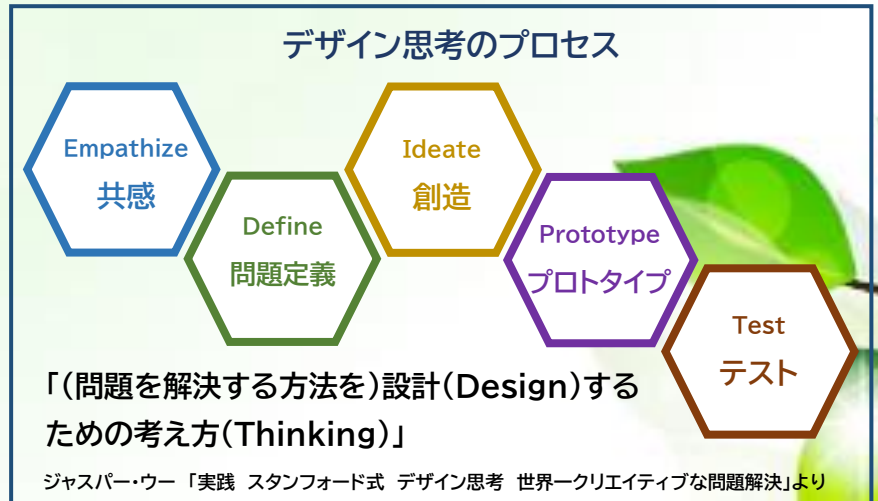 デザイン思考のプロセス
Empathize
共感
Define
問題定義
Ideate
創造
Prototype
プロトタイプ
Test
テスト
「(問題を解決する方法を)設計(Design)する
ための考え方(Thinking)」
ジャスパー・ウー 「実践 スタンフォード式 デザイン思考 世界一クリエイティブな問題解決」より